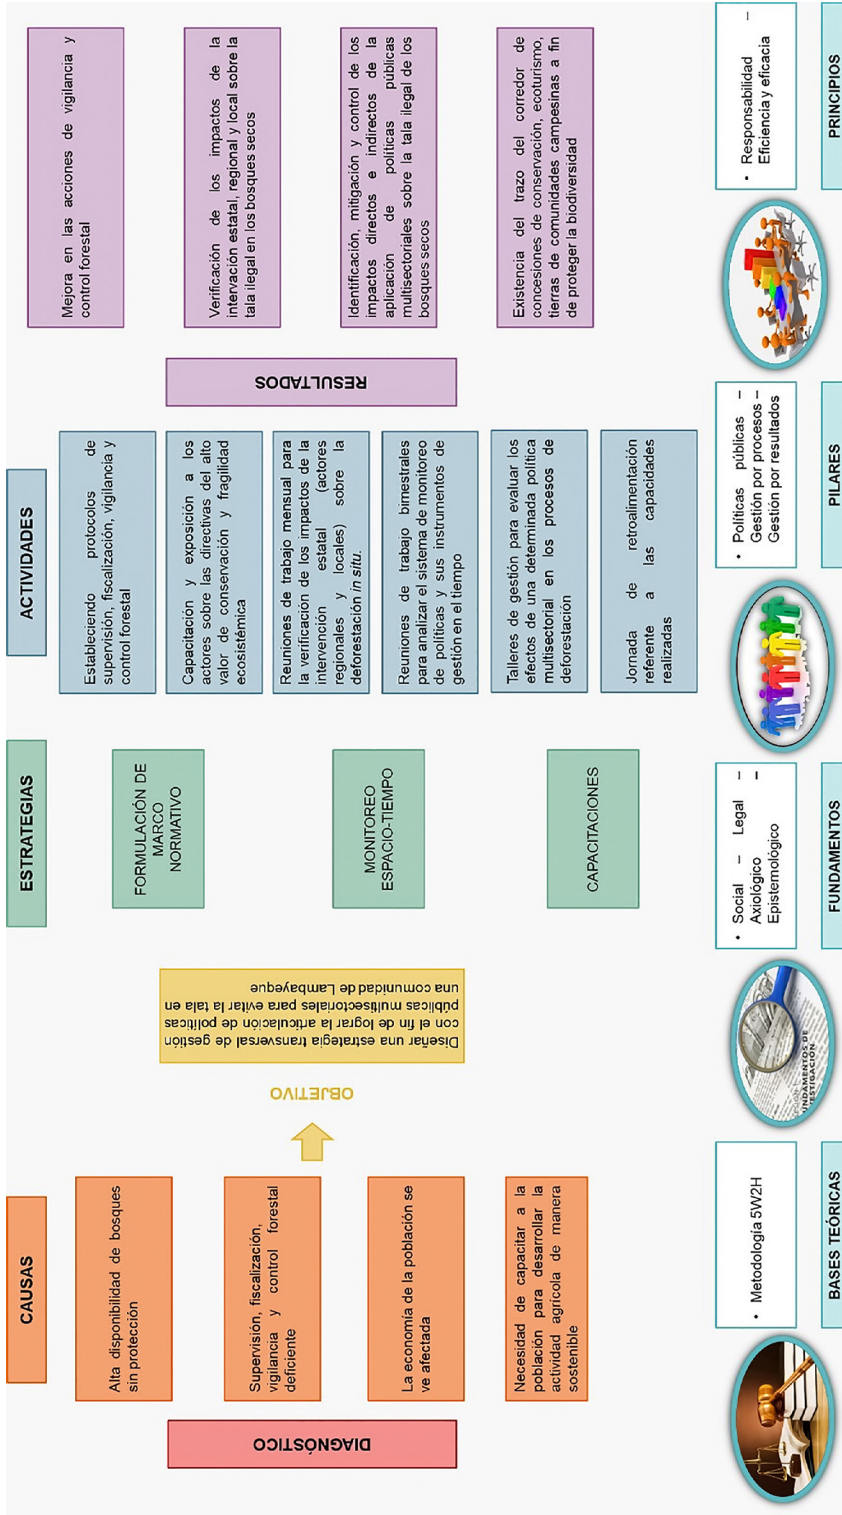 DIAGNÓSTICO
CAUSAS
Alta disponibilidad de bosques
sin protección
Supervisión, fiscalización,
vigilancia y control forestal
deficiente
La economía de la población se
ve afectada
Necesidad de capacitar a la
población para desarrollar la
actividad agrícola de manera
sostenible
OBJETIVO
Diseñar una estrategia transversal de gestión
con el fin de lograr la articulación de políticas
públicas multisectoriales para evitar la tala en
una comunidad de Lambayeque
ESTRATEGIAS
FORMULACIÓN DE
MARCO
NORMATIVO
MONITOREO
ESPACIO-TIEMPO
CAPACITACIONES
ACTIVIDADES
Estableciendo protocolos de
supervisión, fiscalización, vigilancia y
control forestal
Capacitación y exposición a los
actores sobre las directivas del alto
valor de conservación y fragilidad
ecosistémica
Reuniones de trabajo mensual para
la verificación de los impactos de la
intervención estatal (actores
regionales y locales) sobre la
deforestación in situ.
Reuniones de trabajo bimestrales
para analizar el sistema de monitoreo
de políticas y sus instrumentos de
gestión en el tiempo
Talleres de gestión para evaluar los
efectos de una determinada política
multisectorial en los procesos de
deforestación
Jornada de retroalimentación
referente a las capacidades
realizadas
RESULTADOS
Mejora en las acciones de vigilancia y
control forestal
Verificación de los impactos de la
intervación estatal, regional y local sobre la
tala ilegal en los bosques secos
Identificación, mitigación y control de los
impactos directos e indirectos de la
aplicación de políticas públicas
multisectoriales sobre la tala ilegal de los
bosques secos
Existencia del trazo del corredor de
concesiones de conservación, ecoturismo,
tierras de comunidades campesinas a fin
de proteger la biodiversidad
• Metodología 5W2H
BASES TEÓRICAS
UNDAMENTOS DE
• Social – Legal –
Axiológico –
Epistemológico
FUNDAMENTOS
• Políticas públicas –
Gestión por procesos –
Gestión por resultados
PILARES
• Responsabilidad –
Eficiencia y eficacia
PRINCIPIOS